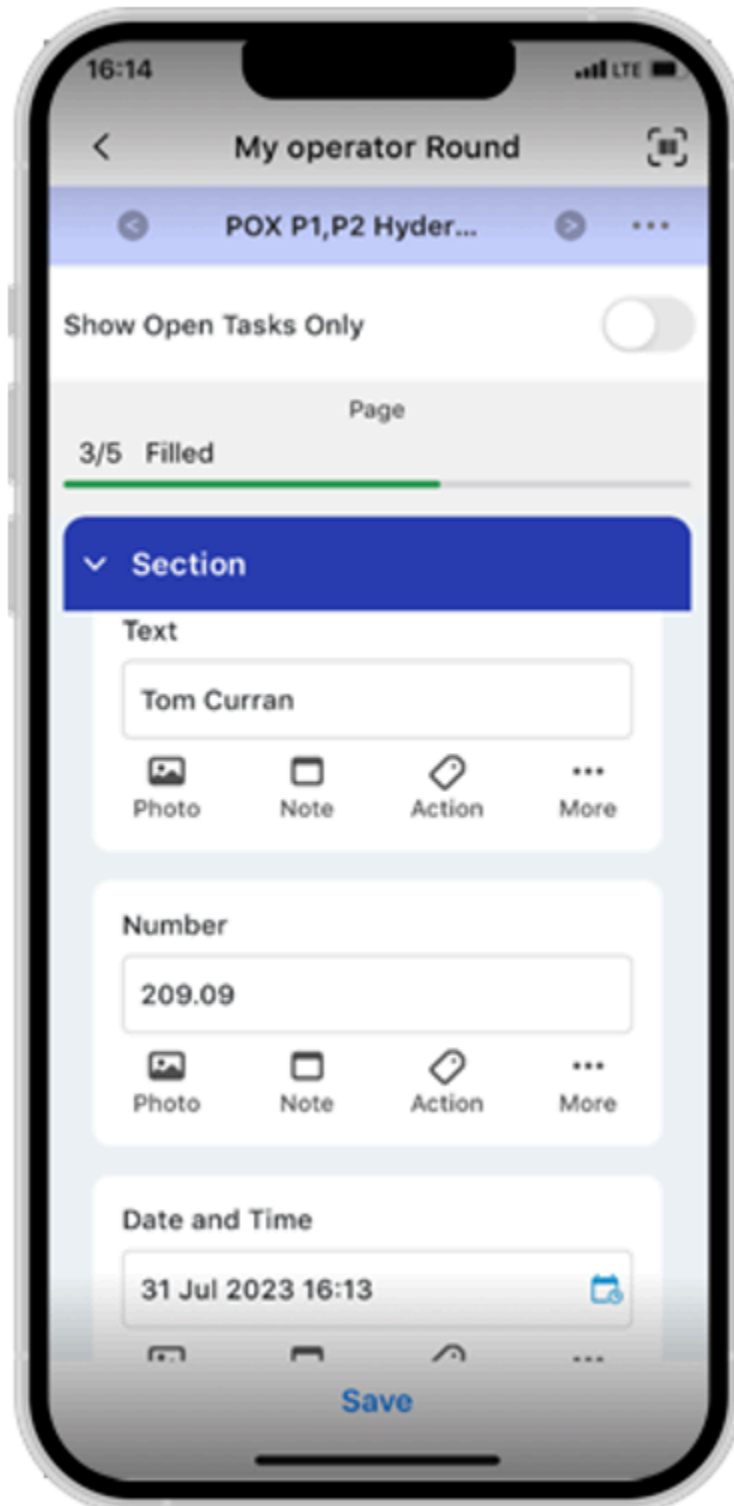 16:14 LTE
My operator Round
POX P1,P2 Hyder...
Show Open Tasks Only
Page
3/5 Filled
Section
Text
Tom Curran
Photo Note Action More
Number
209.09
Photo Note Action More
Date and Time
31 Jul 2023 16:13
Save